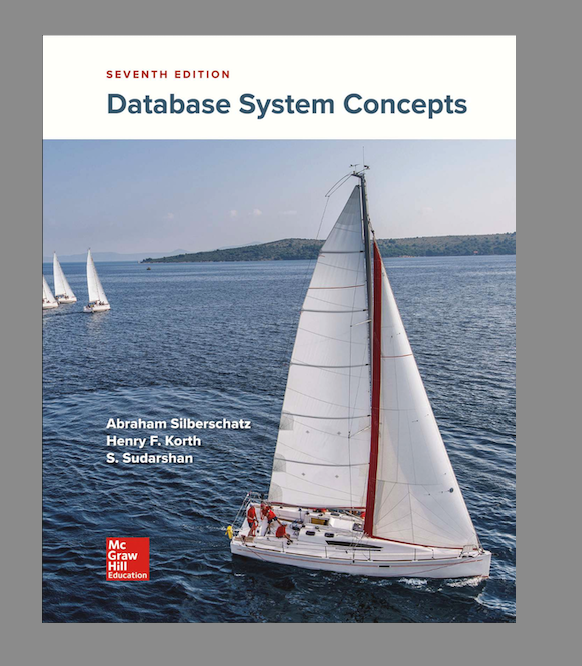 SEVENTH EDITION
Database System Concepts
Abraham Silberschatz
Henry F. Korth
S. Sudarshan
Mc
Graw
Hill
Education